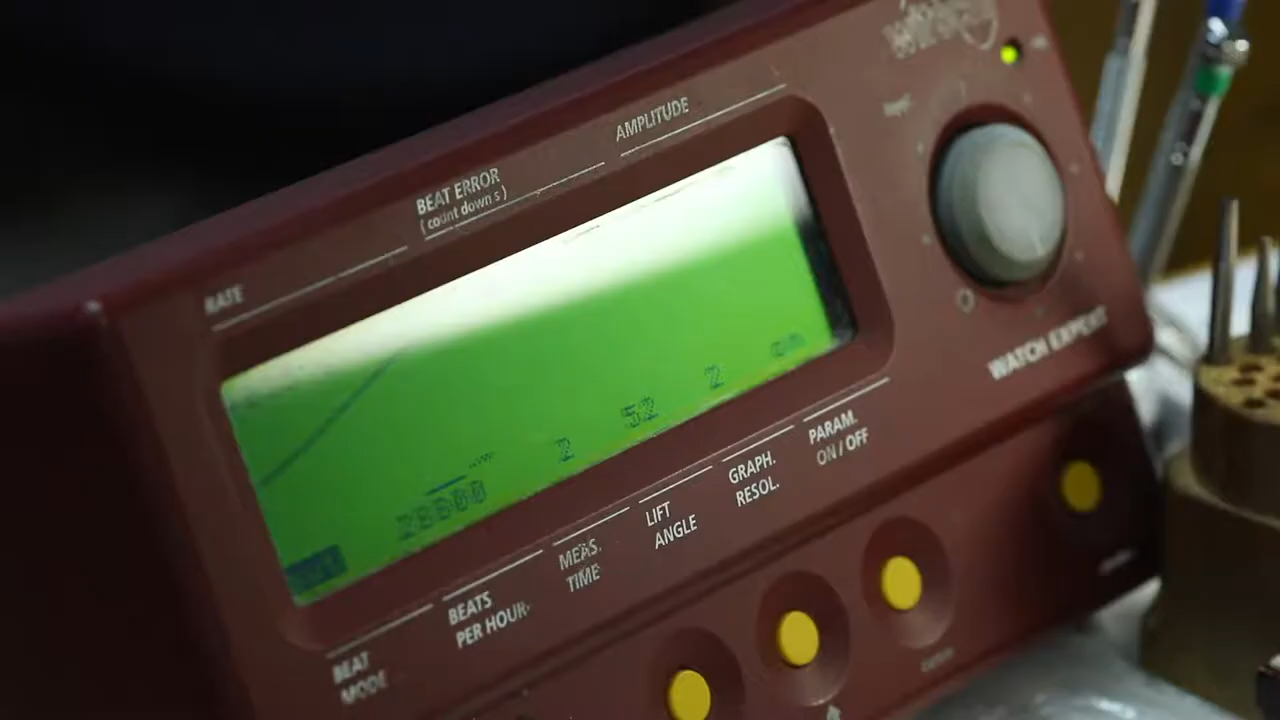 AMPLITUDE
BEAT ERROR
( count down s )
RATE
WATCH EXPERT
2
52
2
on
28800
PARAM.
ON / OFF
GRAPH.
RESOL.
LIFT
ANGLE
MEAS.
TIME
BEATS
PER HOUR
BEAT
MODE